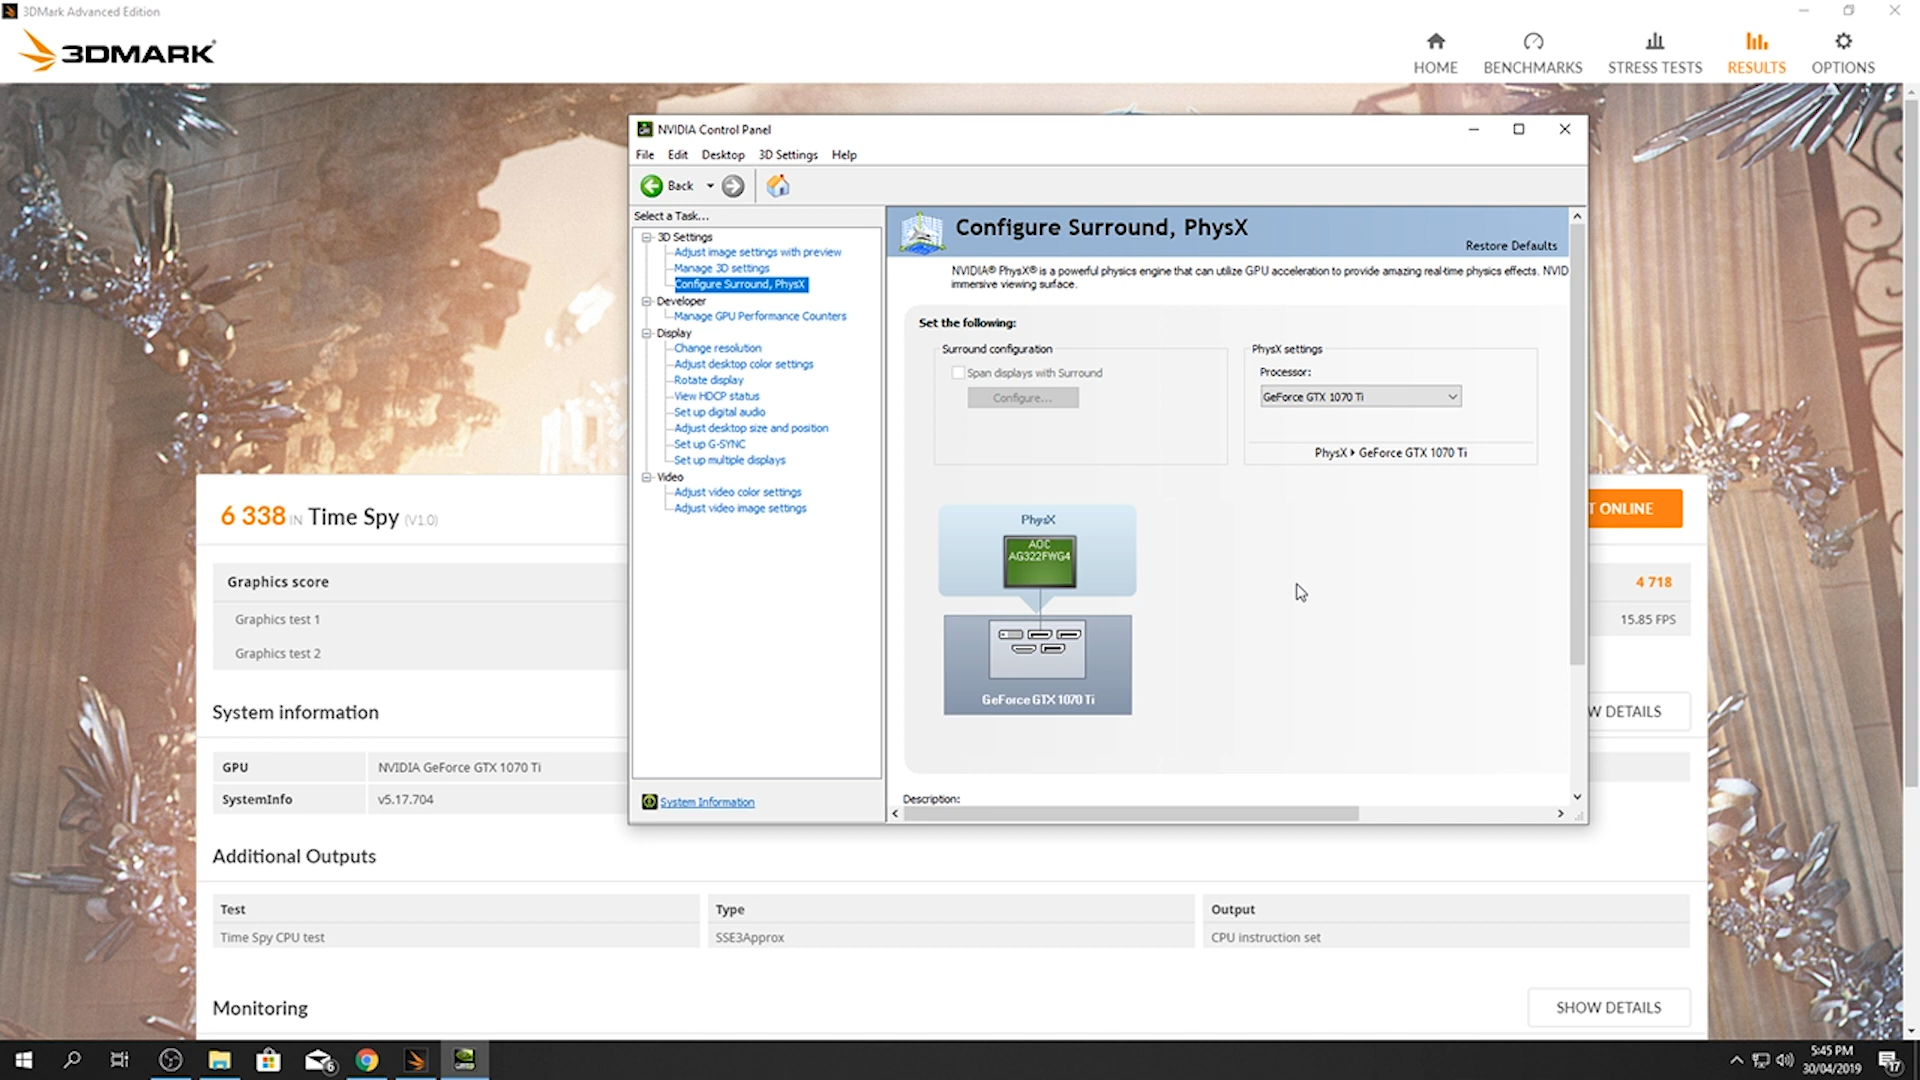 3DMark Advanced Edition
3DMARK
HOME
BENCHMARKS
STRESS TESTS
RESULTS
OPTIONS
NVIDIA Control Panel
File Edit Desktop 3D Settings Help
Back
Select a Task...
3D Settings
Adjust image settings with preview
Manage 3D settings
Configure Surround, PhysX
Developer
Manage GPU Performance Counters
Display
Change resolution
Adjust desktop color settings
Rotate display
View HDCP status
Set up digital audio
Adjust desktop size and position
Set up G-SYNC
Set up multiple displays
Video
Adjust video color settings
Adjust video image settings
System Information
Configure Surround, PhysX
Restore Defaults
NVIDIA® PhysX® is a powerful physics engine that can utilize GPU acceleration to provide amazing real-time physics effects. NVID
immersive viewing surface.
Set the following:
Surround configuration
Span displays with Surround
Configure...
PhysX settings
Processor:
GeForce GTX 1070 Ti
PhysX GeForce GTX 1070 Ti
PhysX
AOC
AG322FWG4
GeForce GTX 1070 Ti
Description:
6 338 IN Time Spy (V1.0)
T ONLINE
Graphics score
4 718
Graphics test 1
15.85 FPS
Graphics test 2
System information
W DETAILS
GPU NVIDIA GeForce GTX 1070 Ti
SystemInfo v5.17.704
Additional Outputs
Test Type Output
Time Spy CPU test SSE3Approx CPU instruction set
Monitoring
SHOW DETAILS
6
5:45 PM
30/04/2019
17